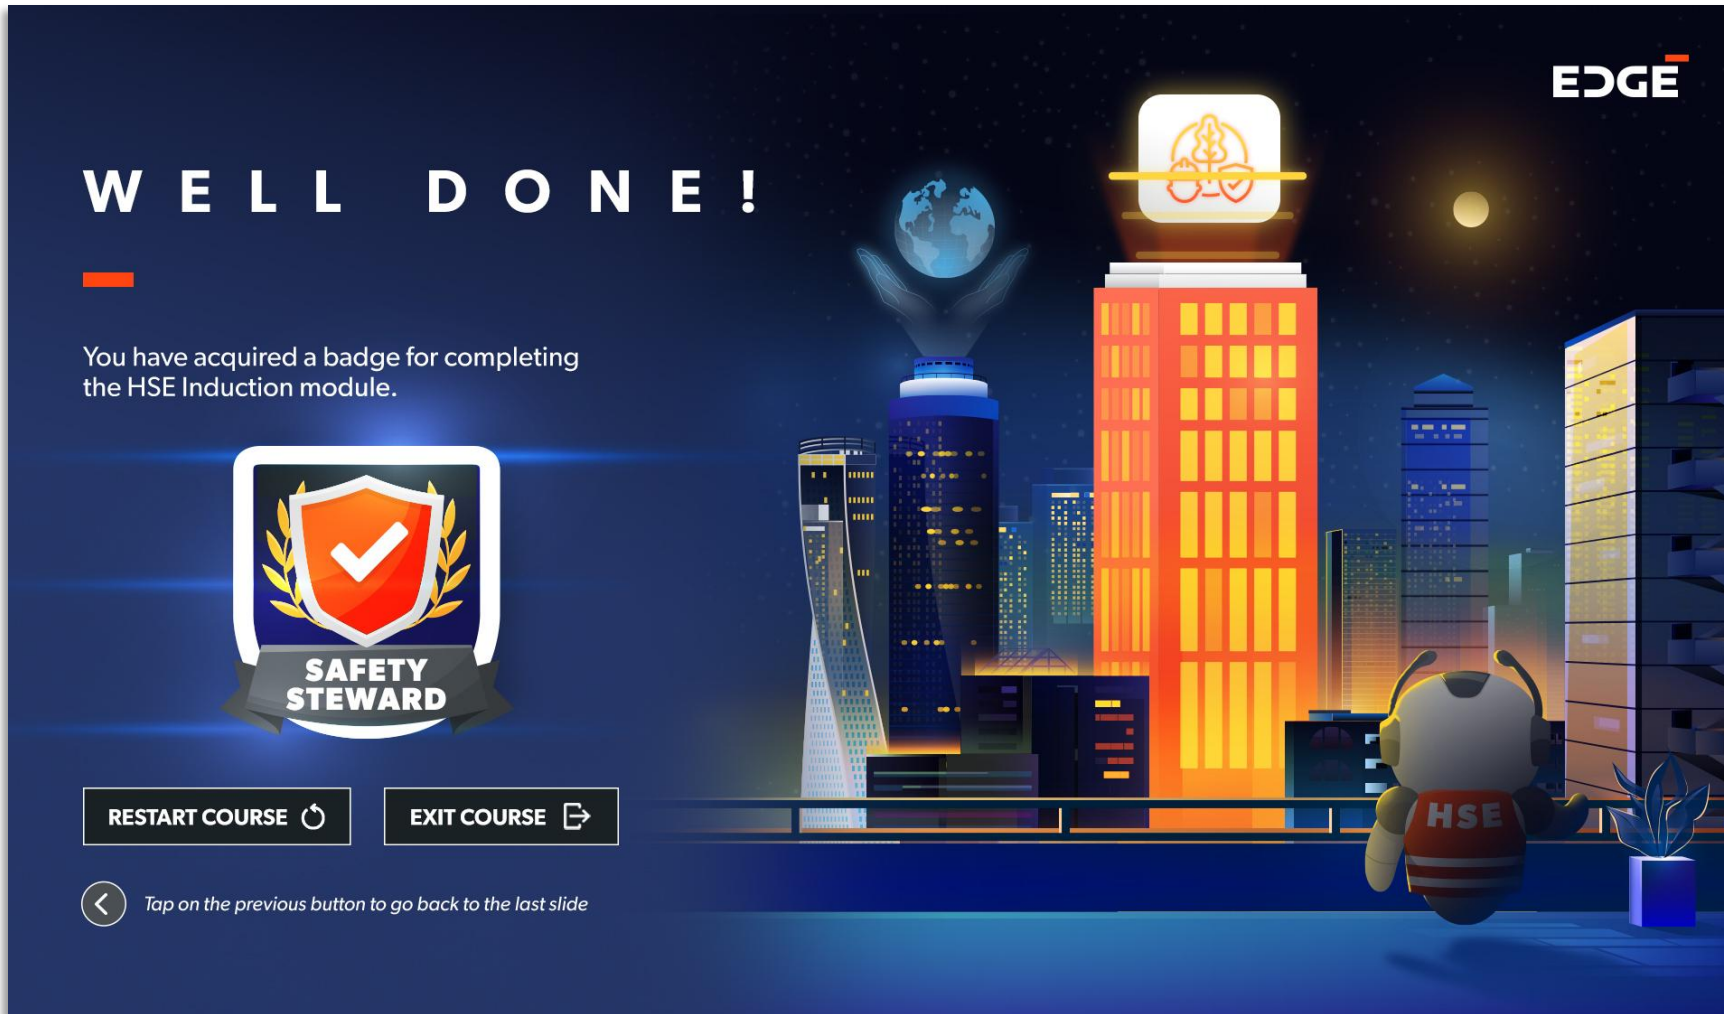 EDGE
WELL DONE!
You have acquired a badge for completing
the HSE Induction module.
SAFETY
STEWARD
RESTART COURSE
EXIT COURSE
Tap on the previous button to go back to the last slide
HSE